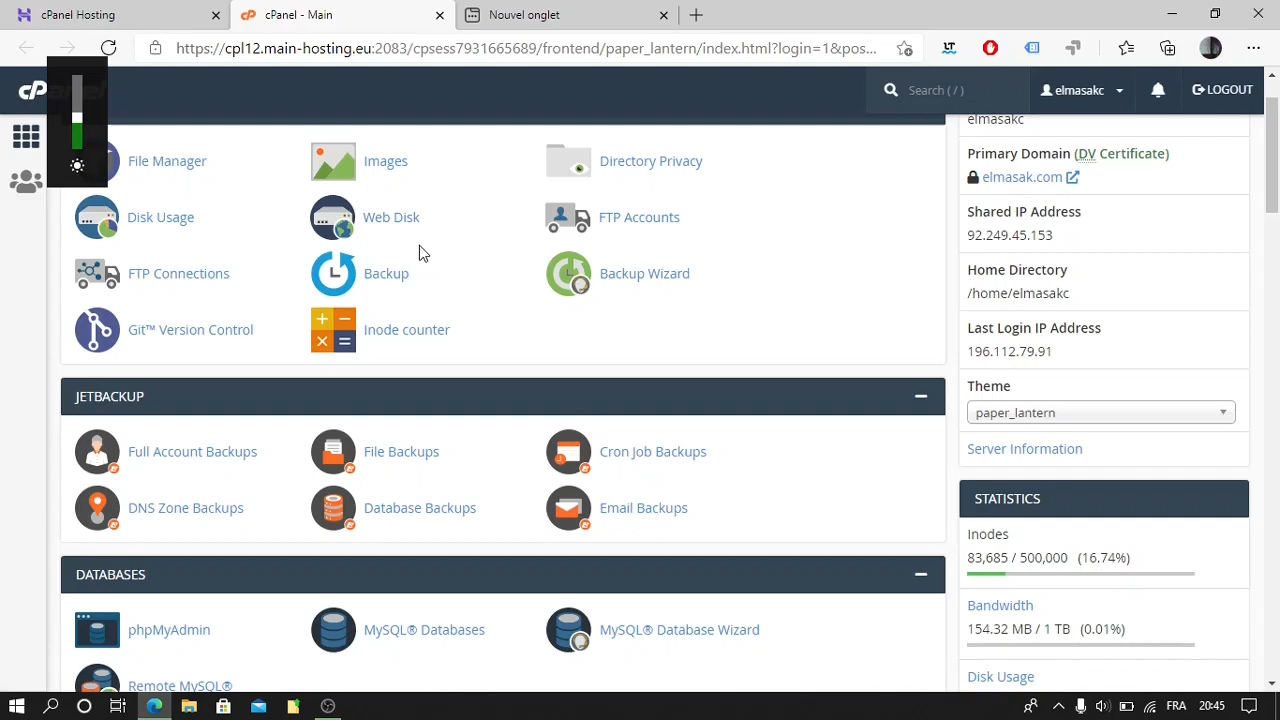 cPanel Hosting
cPanel - Main
Nouvel onglet
https://cpl12.main-hosting.eu:2083/cpsess7931665689/frontend/paper_lantern/index.html?login=1&pos...
cPanel
Search ( / )
elmasakc
LOGOUT
File Manager
Images
Directory Privacy
Disk Usage
Web Disk
FTP Accounts
FTP Connections
Backup
Backup Wizard
Git™ Version Control
Inode counter
JETBACKUP
Full Account Backups
File Backups
Cron Job Backups
DNS Zone Backups
Database Backups
Email Backups
DATABASES
phpMyAdmin
MySQL® Databases
MySQL® Database Wizard
Remote MySQL®
elmasakc
Primary Domain (DV Certificate)
elmasak.com
Shared IP Address
92.249.45.153
Home Directory
/home/elmasakc
Last Login IP Address
196.112.79.91
Theme
paper_lantern
Server Information
STATISTICS
Inodes
83,685 / 500,000 (16.74%)
Bandwidth
154.32 MB / 1 TB (0.01%)
Disk Usage
FRA
20:45